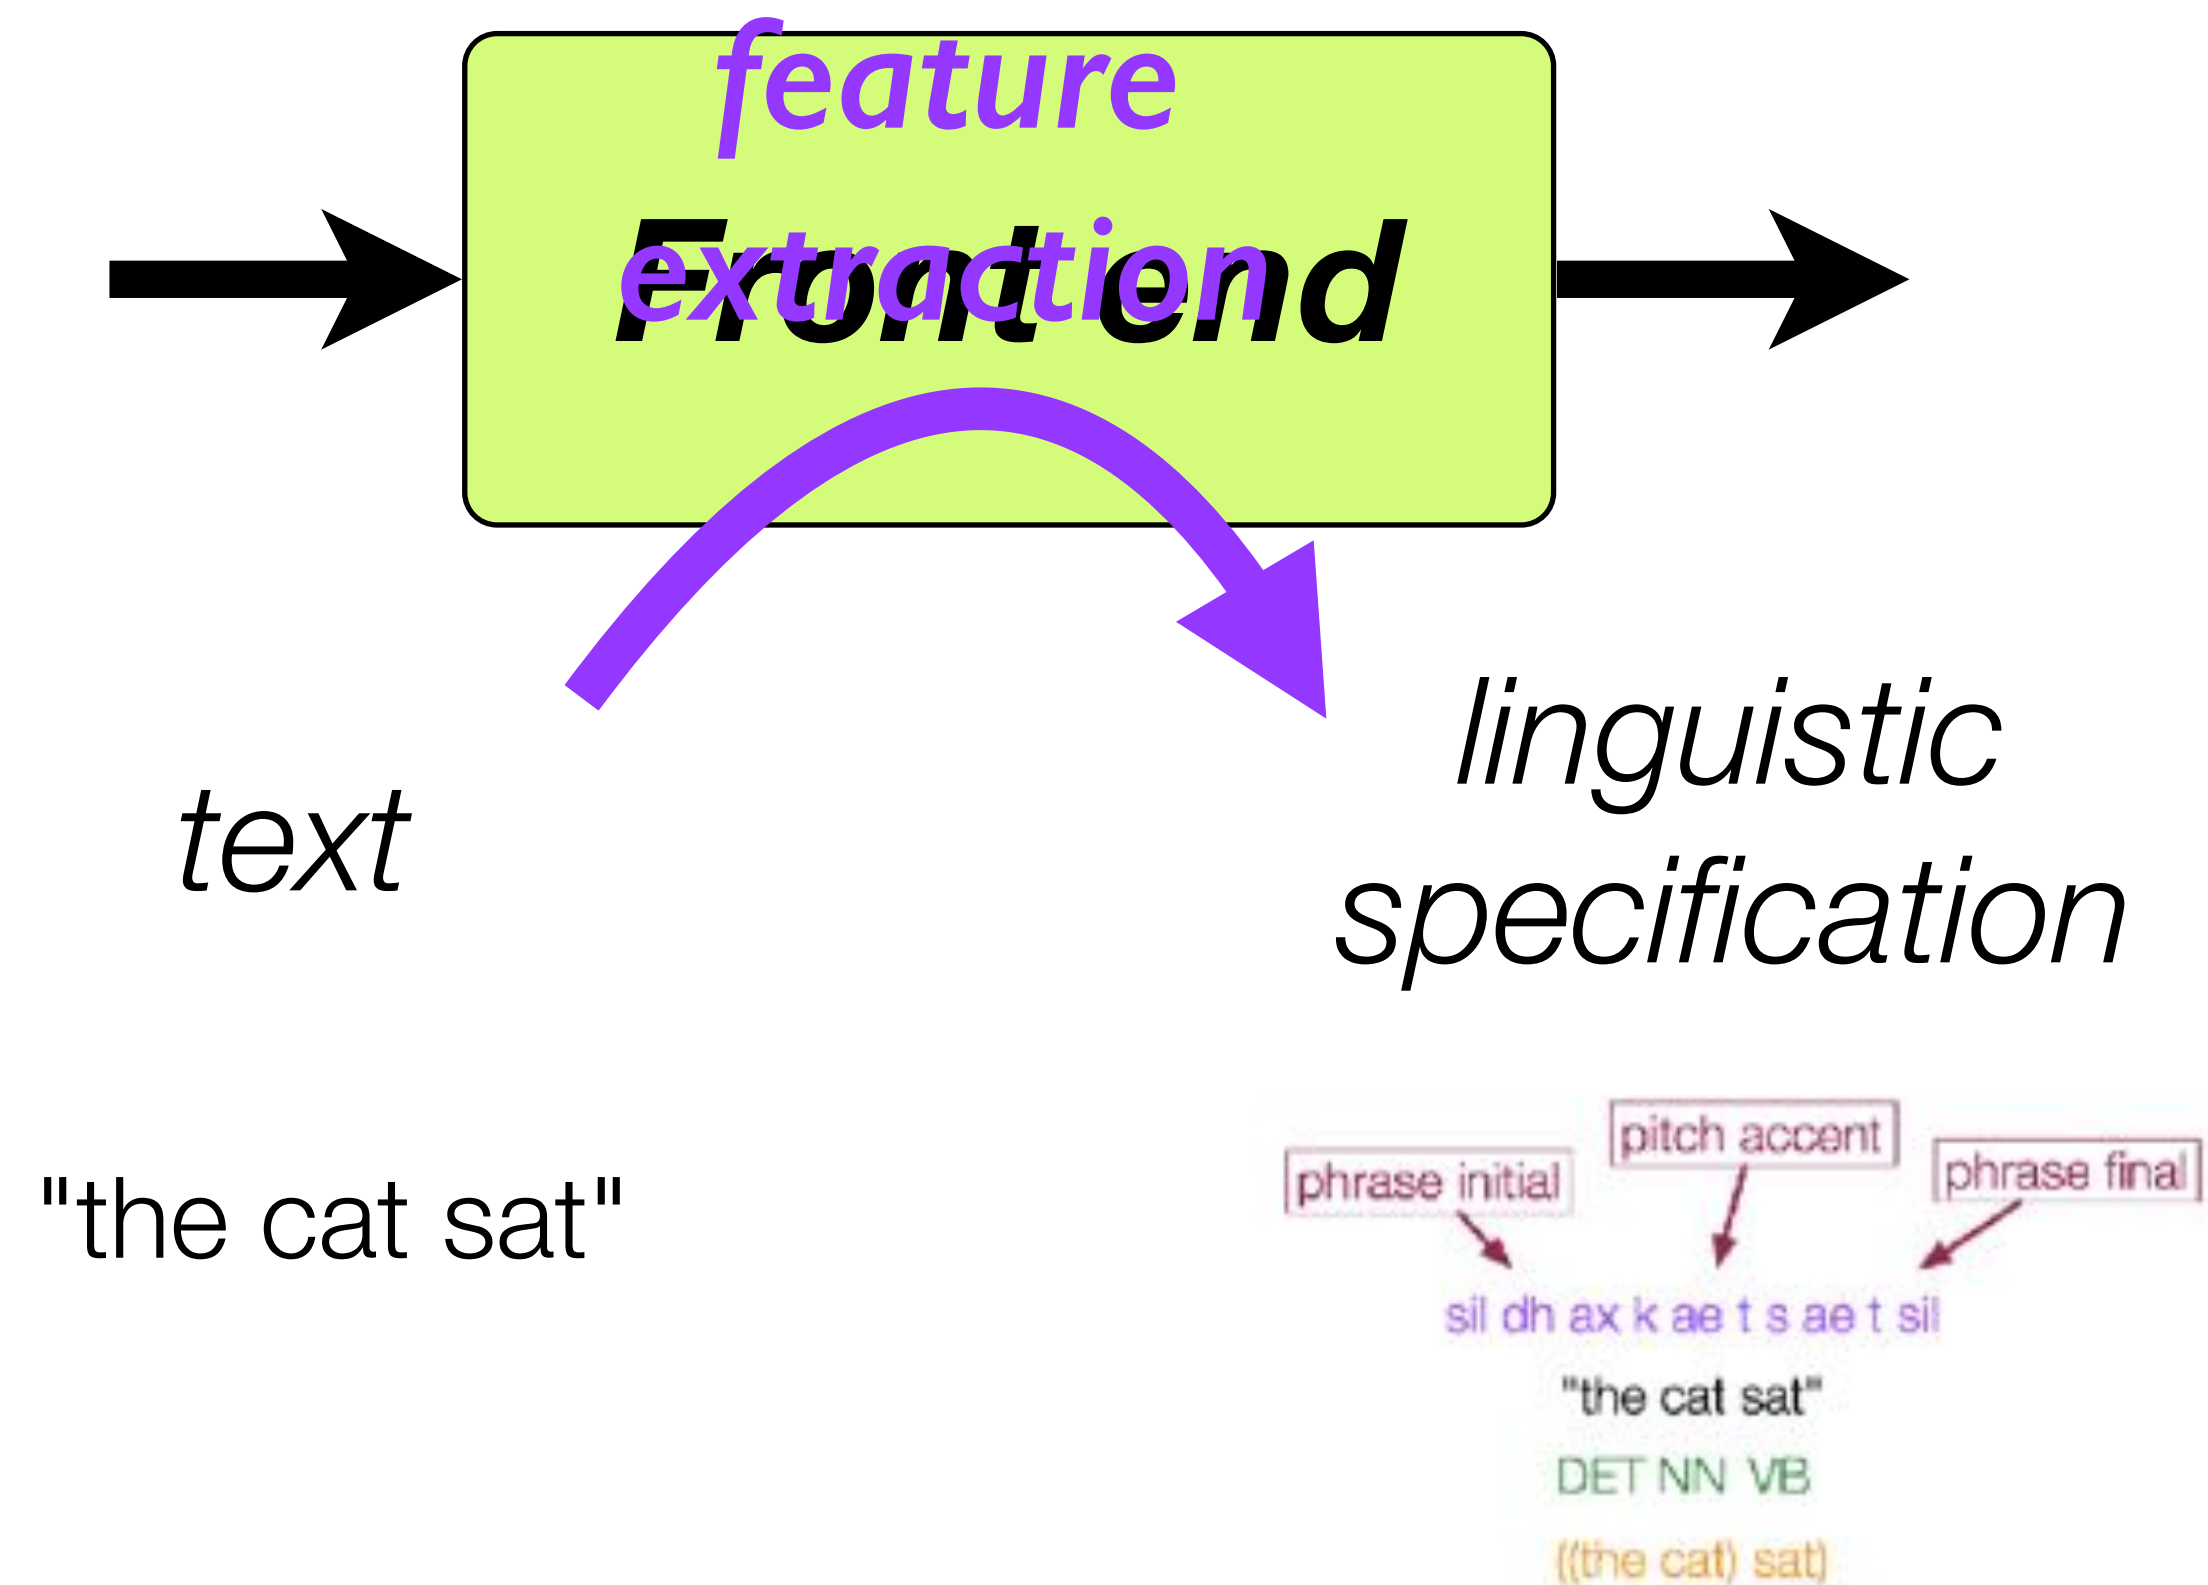 feature
extraction
Front end
text
linguistic
specification
"the cat sat"
pitch accent
phrase initial
phrase final
sil dh ax k ae t s ae t sil
"the cat sat"
DET NN VB
((the cat) sat)